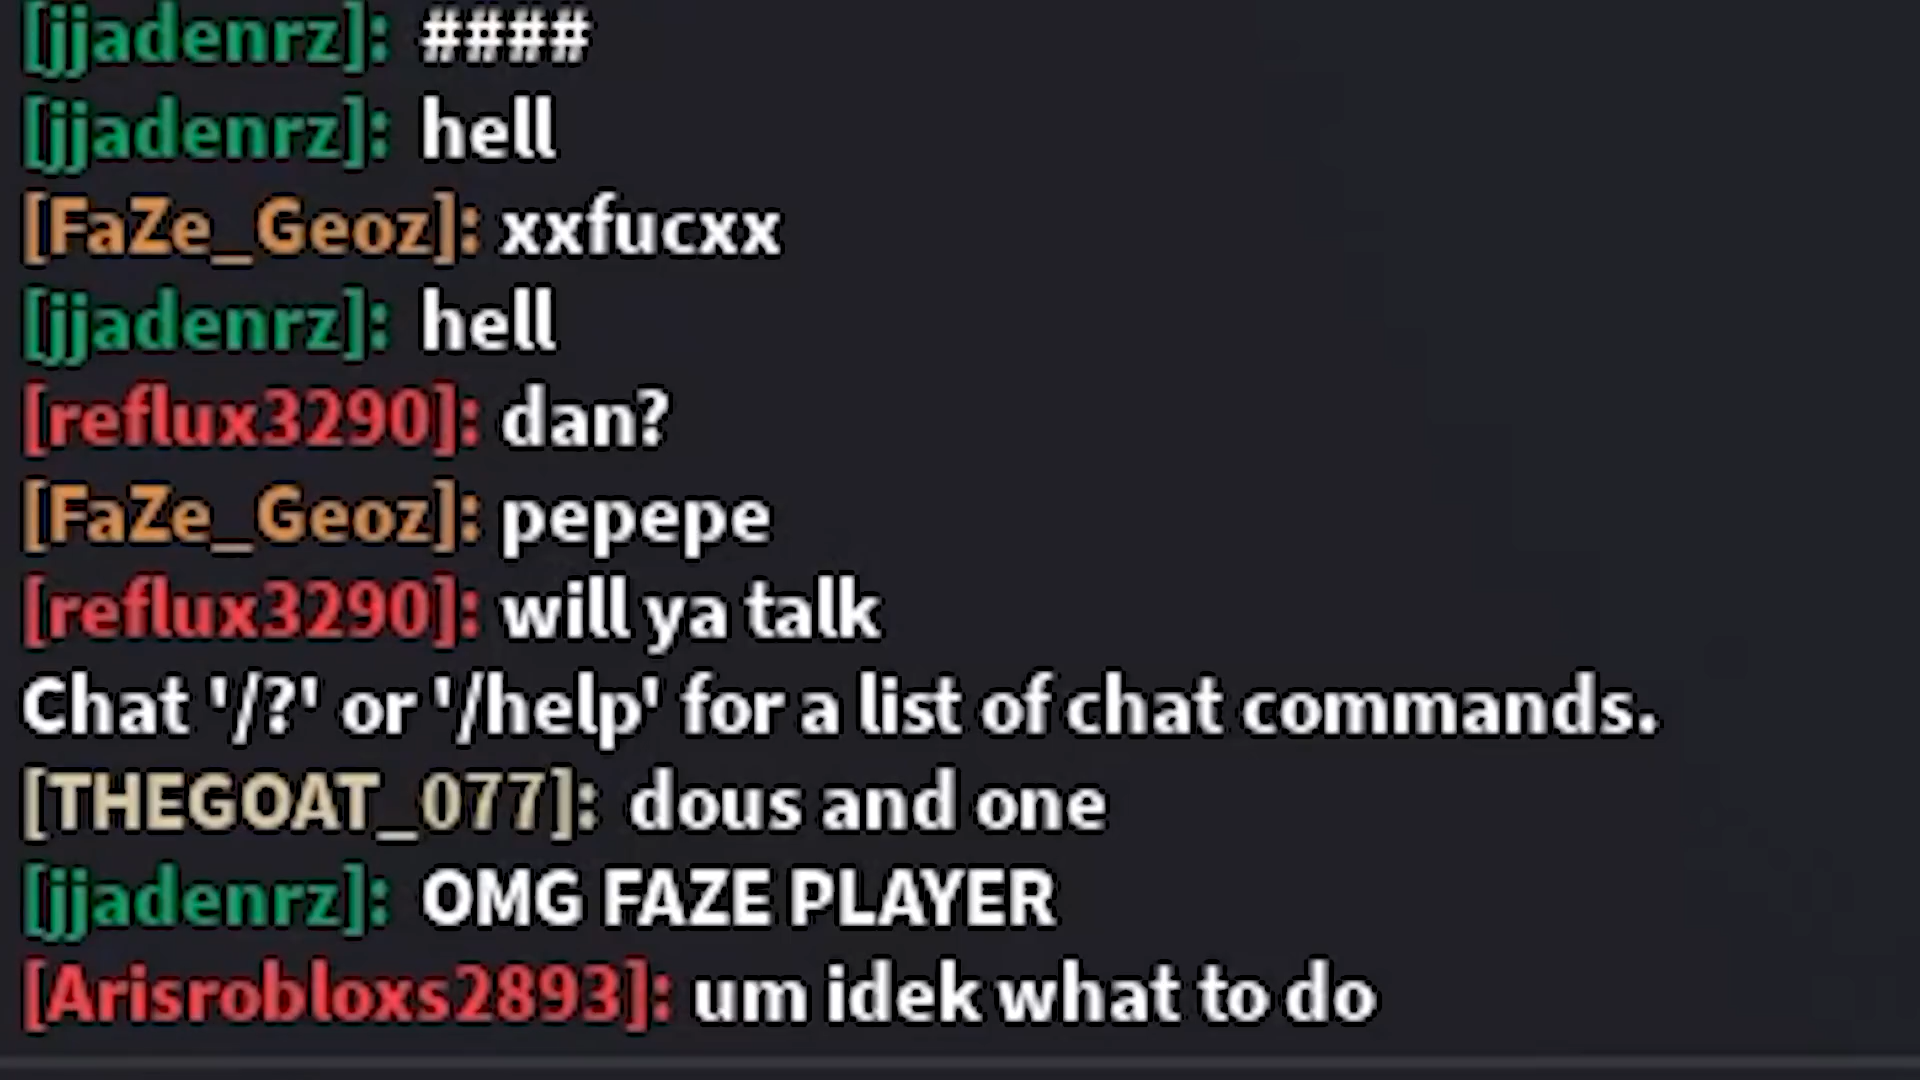 [jjadenrz]: ####
[jjadenrz]: hell
[FaZe_Geoz]: xxfucxx
[jjadenrz]: hell
[reflux3290]: dan?
[FaZe_Geoz]: pepepe
[reflux3290]: will ya talk
Chat '/?' or '/help' for a list of chat commands.
[THEGOAT_077]: dous and one
[jjadenrz]: OMG FAZE PLAYER
[Arisrobloxs2893]: um idek what to do